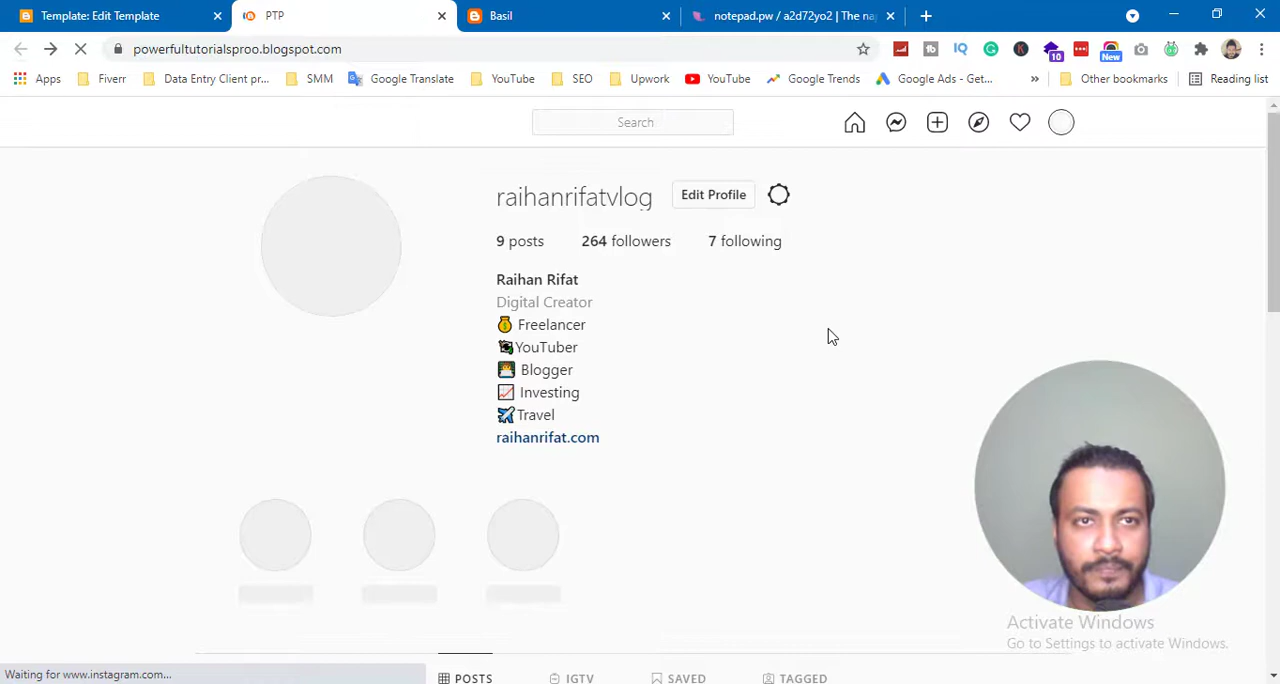 Template: Edit Template
PTP
Basil
notepad.pw / a2d72yo2 | The na
powerfultutorialsproo.blogspot.com
10
New
Apps
Fiverr
Data Entry Client pr...
SMM
Google Translate
YouTube
SEO
Upwork
YouTube
Google Trends
Google Ads - Get...
»
Other bookmarks
Reading list
Search
raihanrifatvlog
Edit Profile
9 posts
264 followers
7 following
Raihan Rifat
Digital Creator
Freelancer
YouTuber
Blogger
Investing
Travel
raihanrifat.com
Activate Windows
Go to Settings to activate Windows.
Waiting for www.instagram.com...
POSTS
IGTV
SAVED
TAGGED